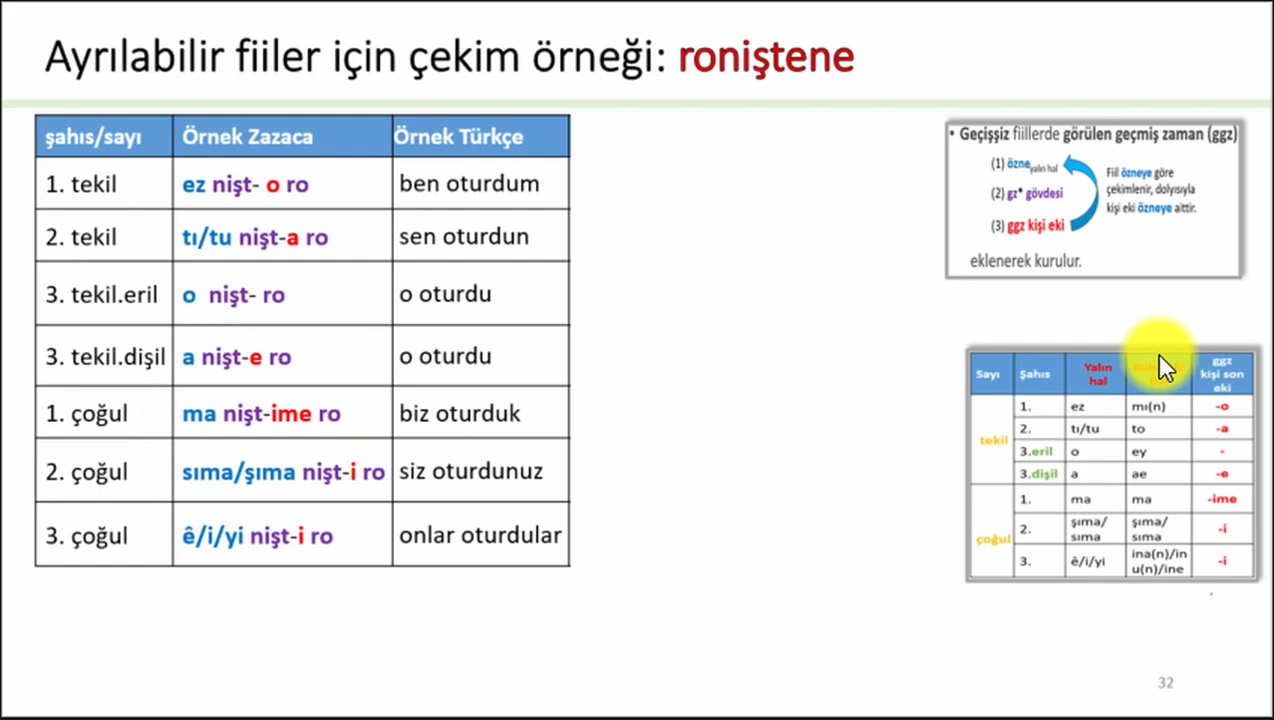 Ayrılabilir fiiler için çekim örneği: roniştene
şahıs/sayı Örnek Zazaca Örnek Türkçe
1. tekil ez nişt- o ro ben oturdum
2. tekil tı/tu nişt-a ro sen oturdun
3. tekil.eril o nişt- ro o oturdu
3. tekil.dişil a nişt-e ro o oturdu
1. çoğul ma nişt-ime ro biz oturduk
2. çoğul sıma/şıma nişt-i ro siz oturdunuz
3. çoğul ê/i/yi nişt-i ro onlar oturdular
• Geçişsiz fiillerde görülen geçmiş zaman (ggz)
(1) özne yalın hal
(2) gz* gövdesi
(3) ggz kişi eki
Fiil özneye göre
çekimlenir, dolyısıyla
kişi eki özneye aittir.
eklenerek kurulur.
Sayı Şahıs Yalın hal ggz kişi son eki
tekil
1. ez mı(n) -o
2. tı/tu to -a
3.eril o ey -
3.dişil a ae -e
çoğul
1. ma ma -ime
2. şıma/ sıma şıma/ sıma -i
3. ê/i/yi ina(n)/in u(n)/ine -i
32